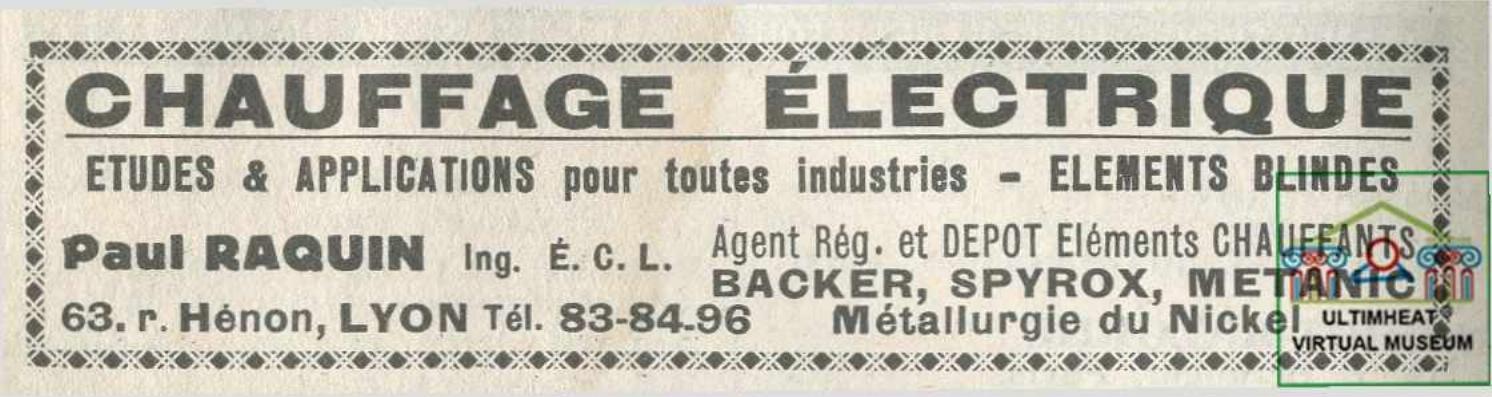 CHAUFFAGE ÉLECTRIQUE
ETUDES & APPLICATIONS pour toutes industries - ELEMENTS BLINDES
Paul RAQUIN Ing. É. C. L.
63. r. Hénon, LYON Tél. 83-84-96
Agent Rég. et DEPOT Eléments CHAUFFANTS
BACKER, SPYROX, METANIC
Métallurgie du Nickel
ULTIMHEAT
VIRTUAL MUSEUM